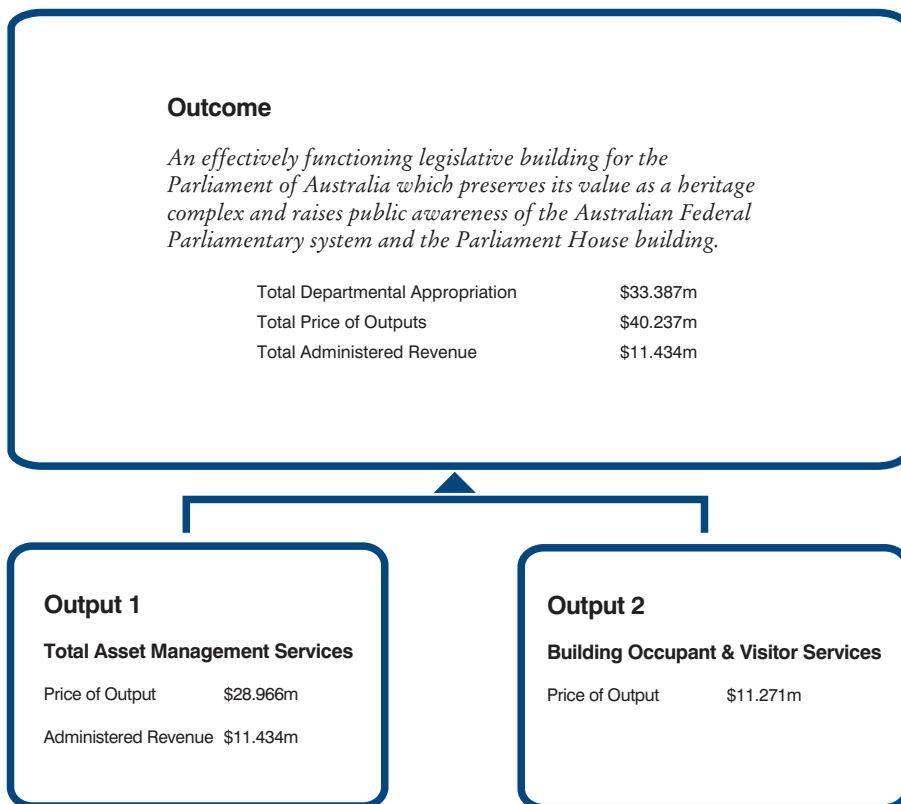 Outcome
An effectively functioning legislative building for the
Parliament of Australia which preserves its value as a heritage
complex and raises public awareness of the Australian Federal
Parliamentary system and the Parliament House building.
Total Departmental Appropriation $33.387m
Total Price of Outputs $40.237m
Total Administered Revenue $11.434m
Output 1
Total Asset Management Services
Price of Output $28.966m
Administered Revenue $11.434m
Output 2
Building Occupant & Visitor Services
Price of Output $11.271m